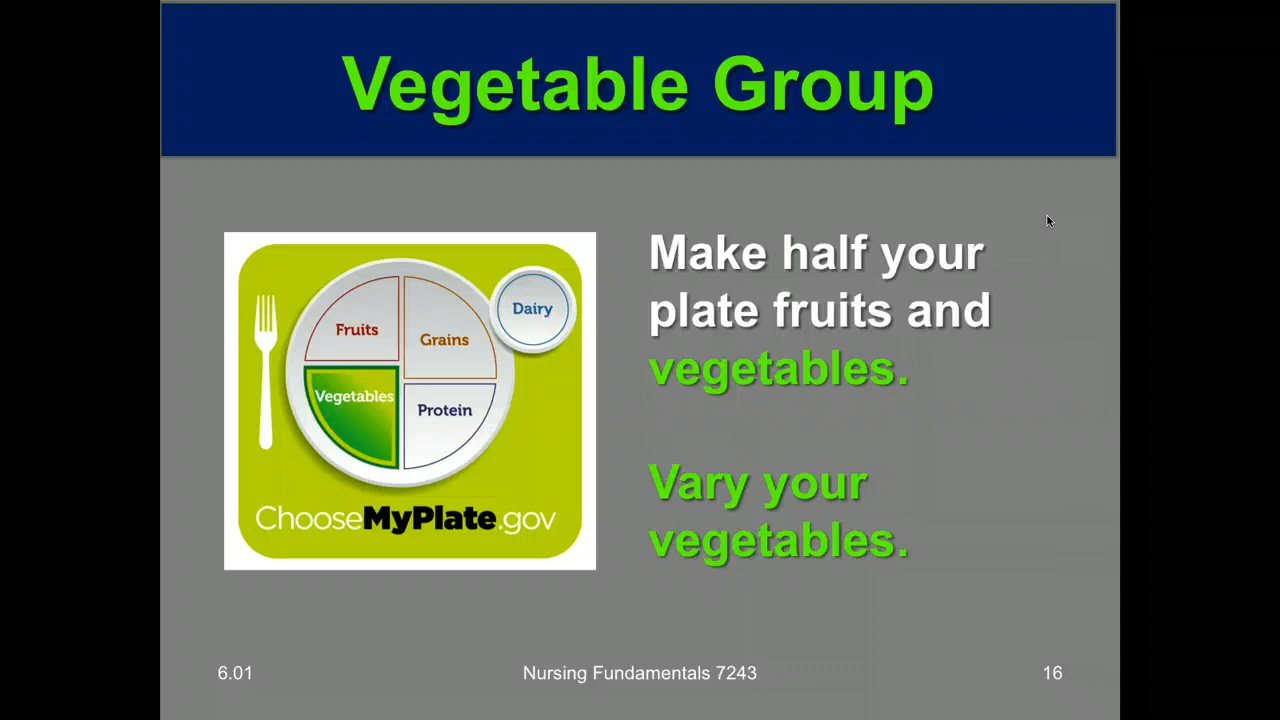 Vegetable Group
Fruits
Grains
Dairy
Vegetables
Protein
ChooseMyPlate.gov
Make half your
plate fruits and
vegetables.
Vary your
vegetables.
6.01
Nursing Fundamentals 7243
16